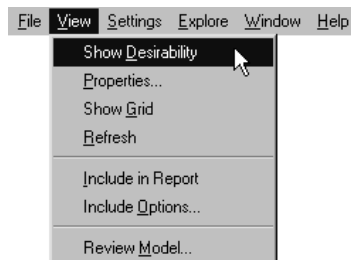 File View Settings Explore Window Help
Show Desirability
Properties...
Show Grid
Refresh
Include in Report
Include Options...
Review Model...